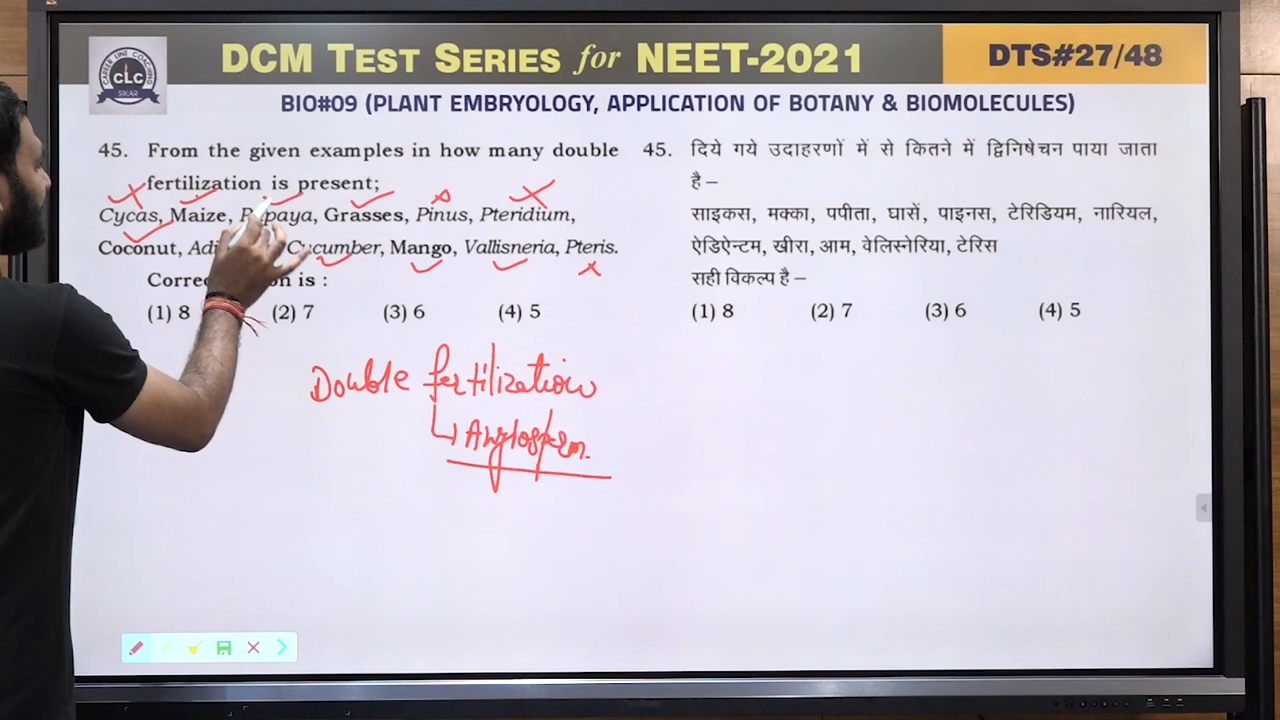 DCM TEST SERIES for NEET-2021
DTS#27/48
CLC
SIKAR
BIO#09 (PLANT EMBRYOLOGY, APPLICATION OF BOTANY & BIOMOLECULES)
45. From the given examples in how many double
fertilization is present;
Cycas, Maize, Papaya, Grasses, Pinus, Pteridium,
Coconut, Cucumber, Mango, Vallisneria, Pteris.
is :
(1) 8 (2) 7 (3) 6 (4) 5
45. दिये गये उदाहरणों में से कितने में द्विनिषेचन पाया जाता
है –
साइकस, मक्का, पपीता, घासें, पाइनस, टेरिडियम, नारियल,
ऐडिऐन्टम, खीरा, आम, वेलिस्नेरिया, टेरिस
सही विकल्प है –
(1) 8 (2) 7 (3) 6 (4) 5
Double fertilization